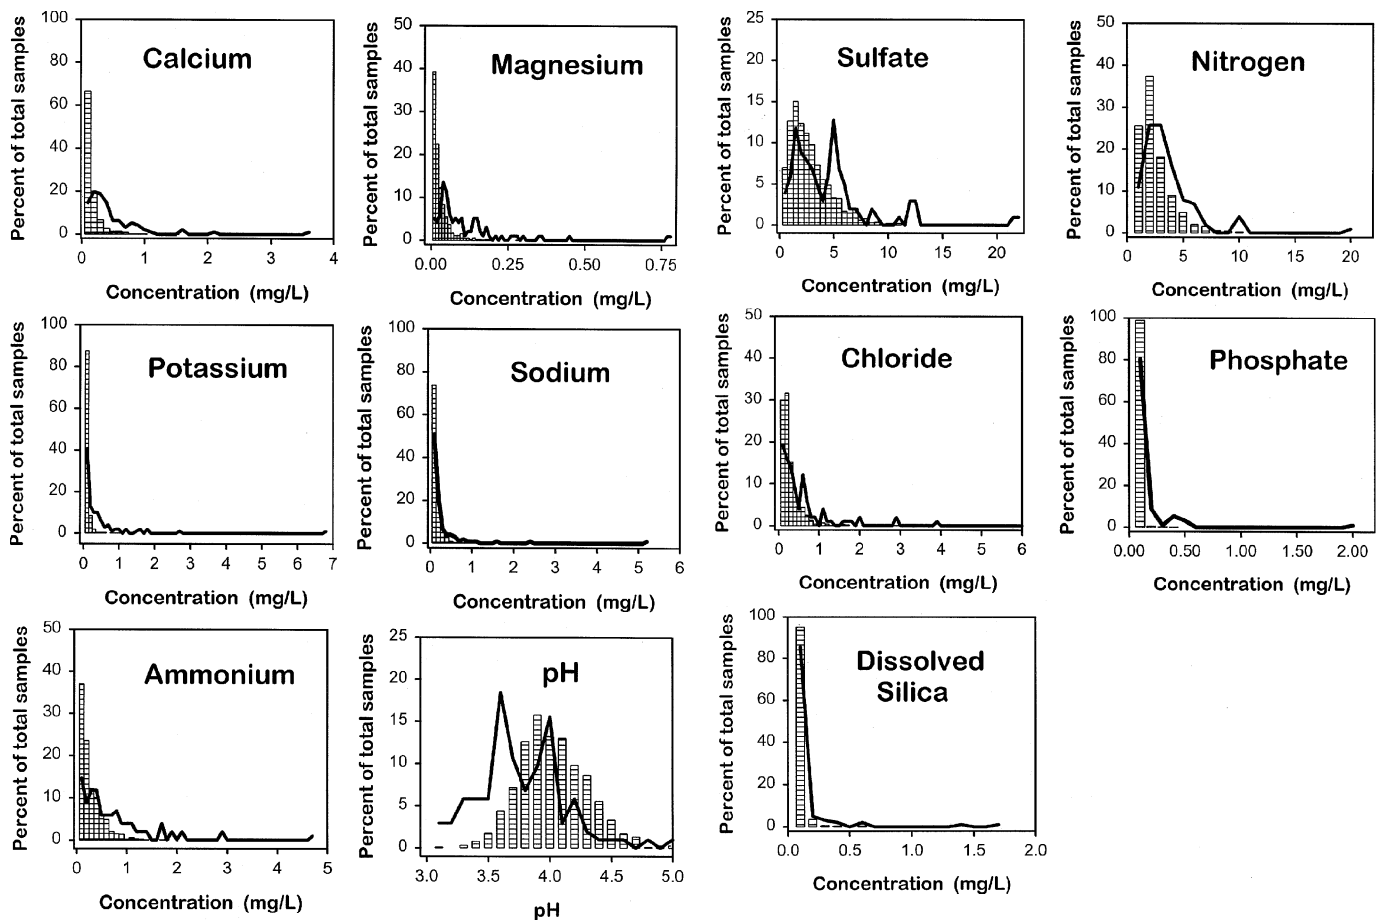 Calcium
Percent of total samples
100
80
60
40
20
0
0 1 2 3 4
Concentration (mg/L)
Magnesium
Percent of total samples
50
40
30
20
10
0
0.00 0.25 0.50 0.75
Concentration (mg/L)
Sulfate
Percent of total samples
25
20
15
10
5
0
0 5 10 15 20
Concentration (mg/L)
Nitrogen
Percent of total samples
50
40
30
20
10
0
0 5 10 15 20
Concentration (mg/L)
Potassium
Percent of total samples
100
80
60
40
20
0
0 1 2 3 4 5 6 7
Concentration (mg/L)
Sodium
Percent of total samples
100
80
60
40
20
0
0 1 2 3 4 5 6
Concentration (mg/L)
Chloride
Percent of total samples
50
40
30
20
10
0
0 1 2 3 4 5 6
Concentration (mg/L)
Phosphate
Percent of total samples
100
80
60
40
20
0
0.00 0.50 1.00 1.50 2.00
Concentration (mg/L)
Ammonium
Percent of total samples
50
40
30
20
10
0
0 1 2 3 4 5
Concentration (mg/L)
pH
Percent of total samples
25
20
15
10
5
0
3.0 3.5 4.0 4.5 5.0
pH
Dissolved
Silica
Percent of total samples
100
80
60
40
20
0
0.0 0.5 1.0 1.5 2.0
Concentration (mg/L)